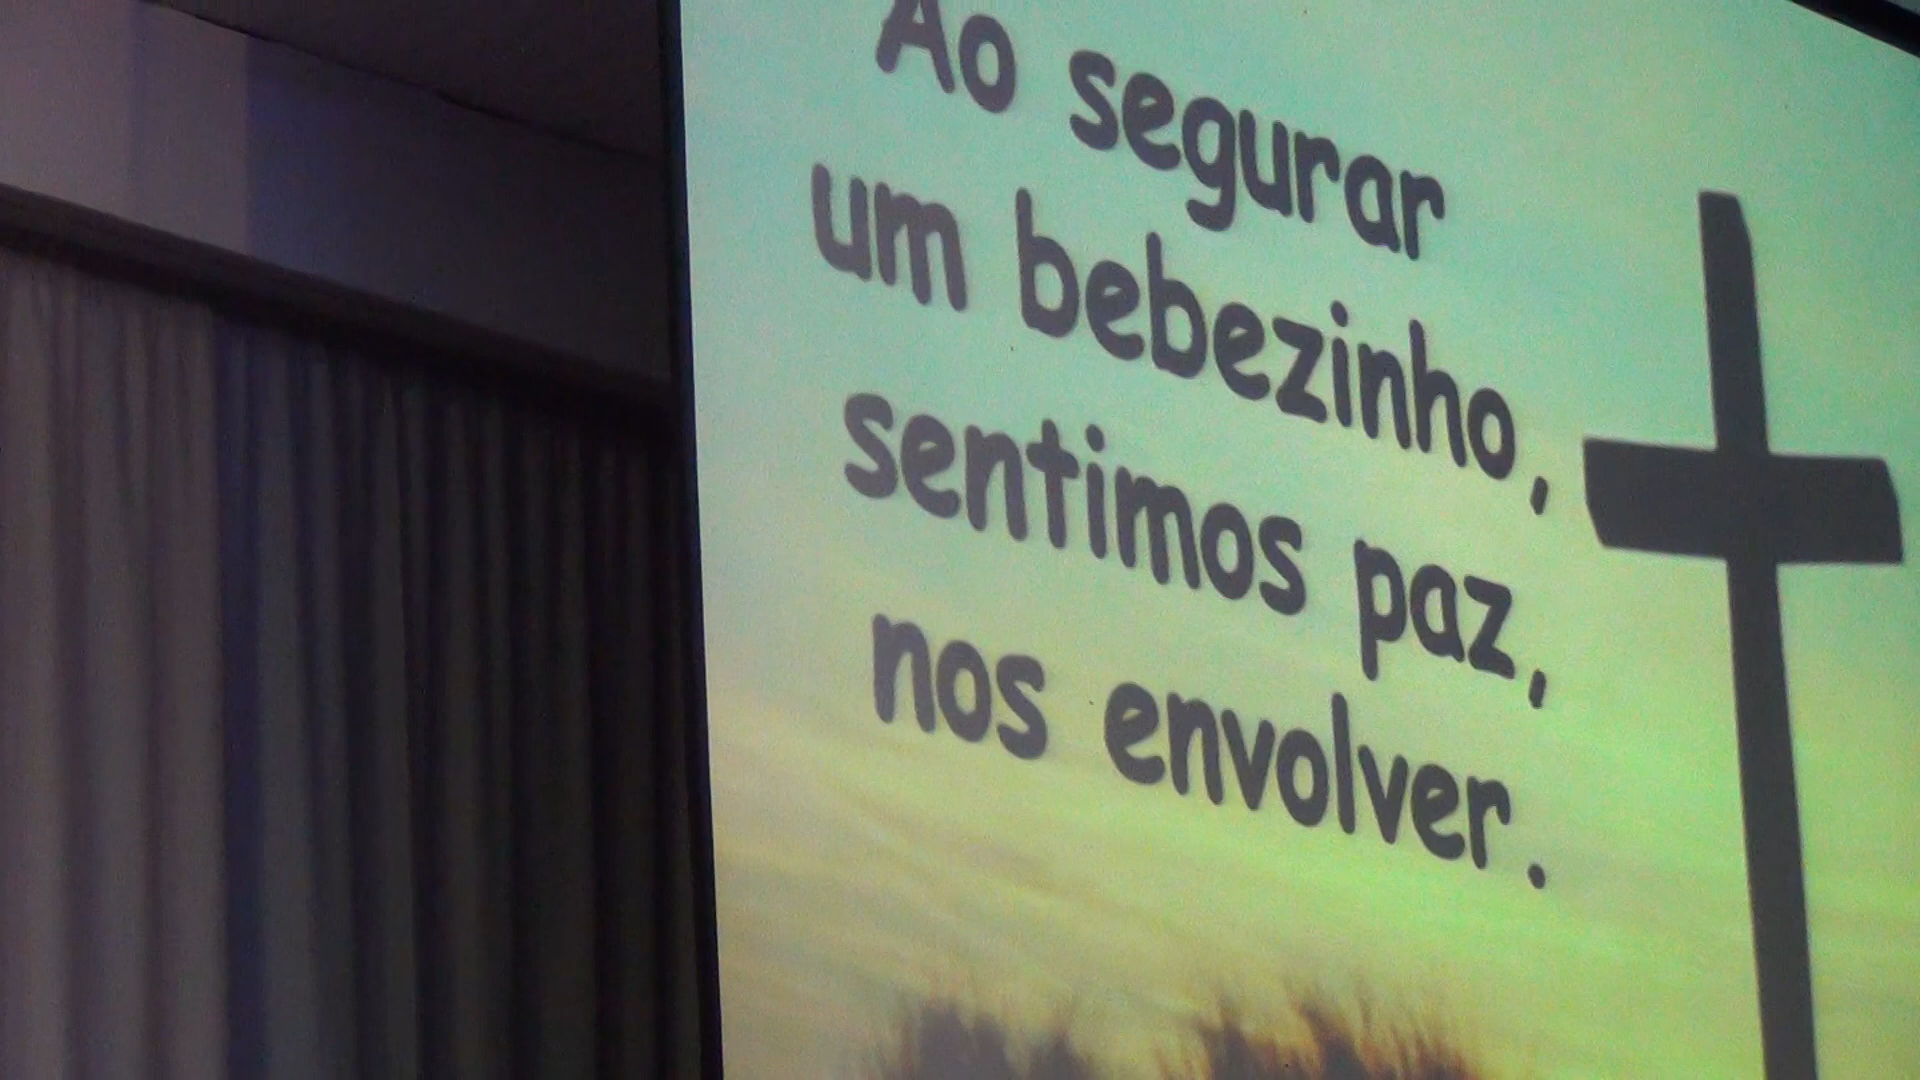 Ao segurar
um bebezinho,
sentimos paz,
nos envolver.